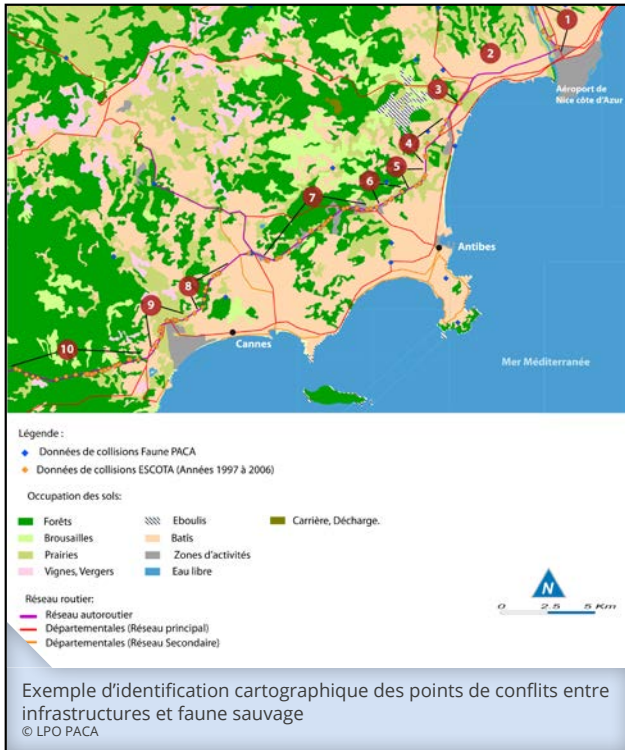 1
2
Aéroport de
Nice côte d'Azur
3
4
5
6
7
Antibes
8
9
Cannes
10
Mer Méditerranée
Légende :
Données de collisions Faune PACA
Données de collisions ESCOTA (Années 1997 à 2006)
Occupation des sols:
Forêts
Eboulis
Carrière, Décharge.
Brousailles
Batis
Prairies
Zones d'activités
Vignes, Vergers
Eau libre
Réseau routier:
Réseau autoroutier
Départementales (Réseau principal)
Départementales (Réseau Secondaire)
N
0 2.5 5 Km
Exemple d'identification cartographique des points de conflits entre
infrastructures et faune sauvage
© LPO PACA